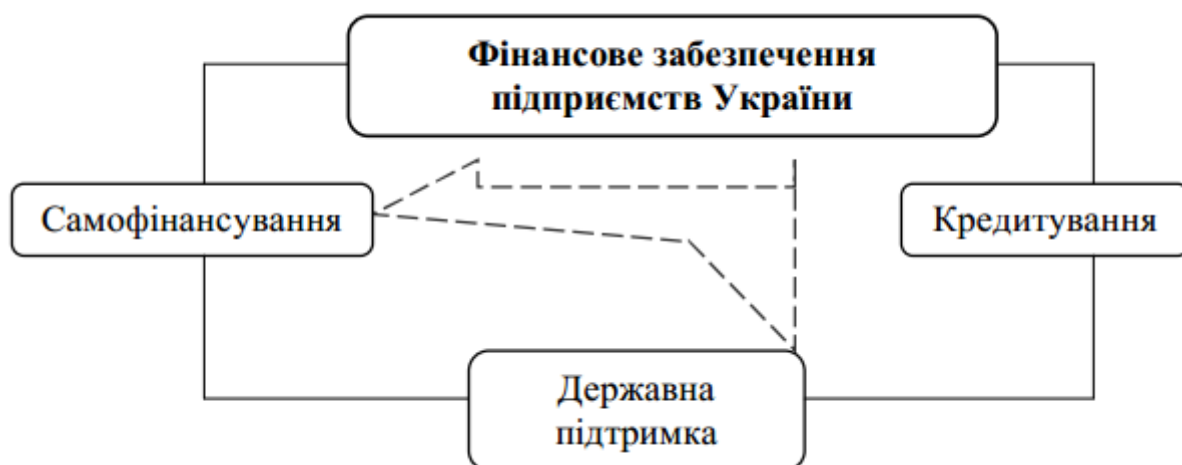 Фінансове забезпечення
підприємств України
Самофінансування
Кредитування
Державна
підтримка